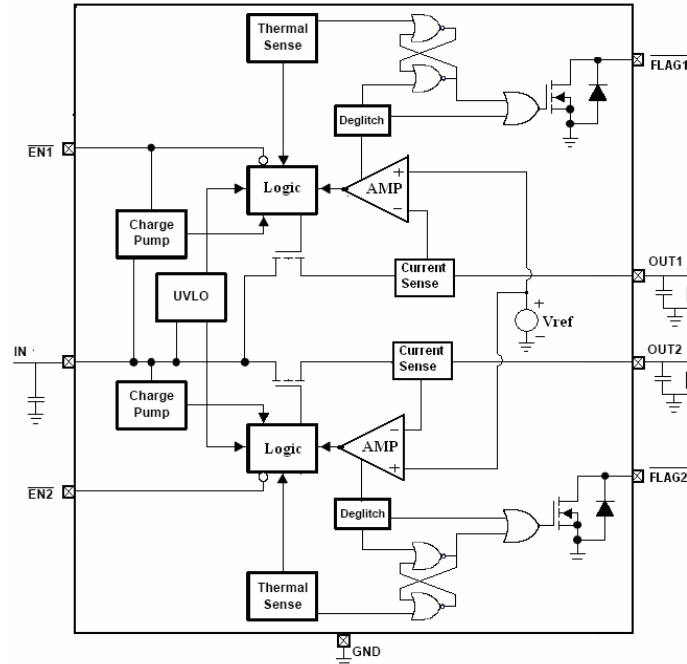 Thermal
Sense
FLAG1
Deglitch
EN1
Logic
AMP
+
−
Charge
Pump
OUT1
Current
Sense
UVLO
+
Vref
−
IN
OUT2
Current
Sense
Charge
Pump
−
Logic
AMP
+
FLAG2
EN2
Deglitch
Thermal
Sense
GND